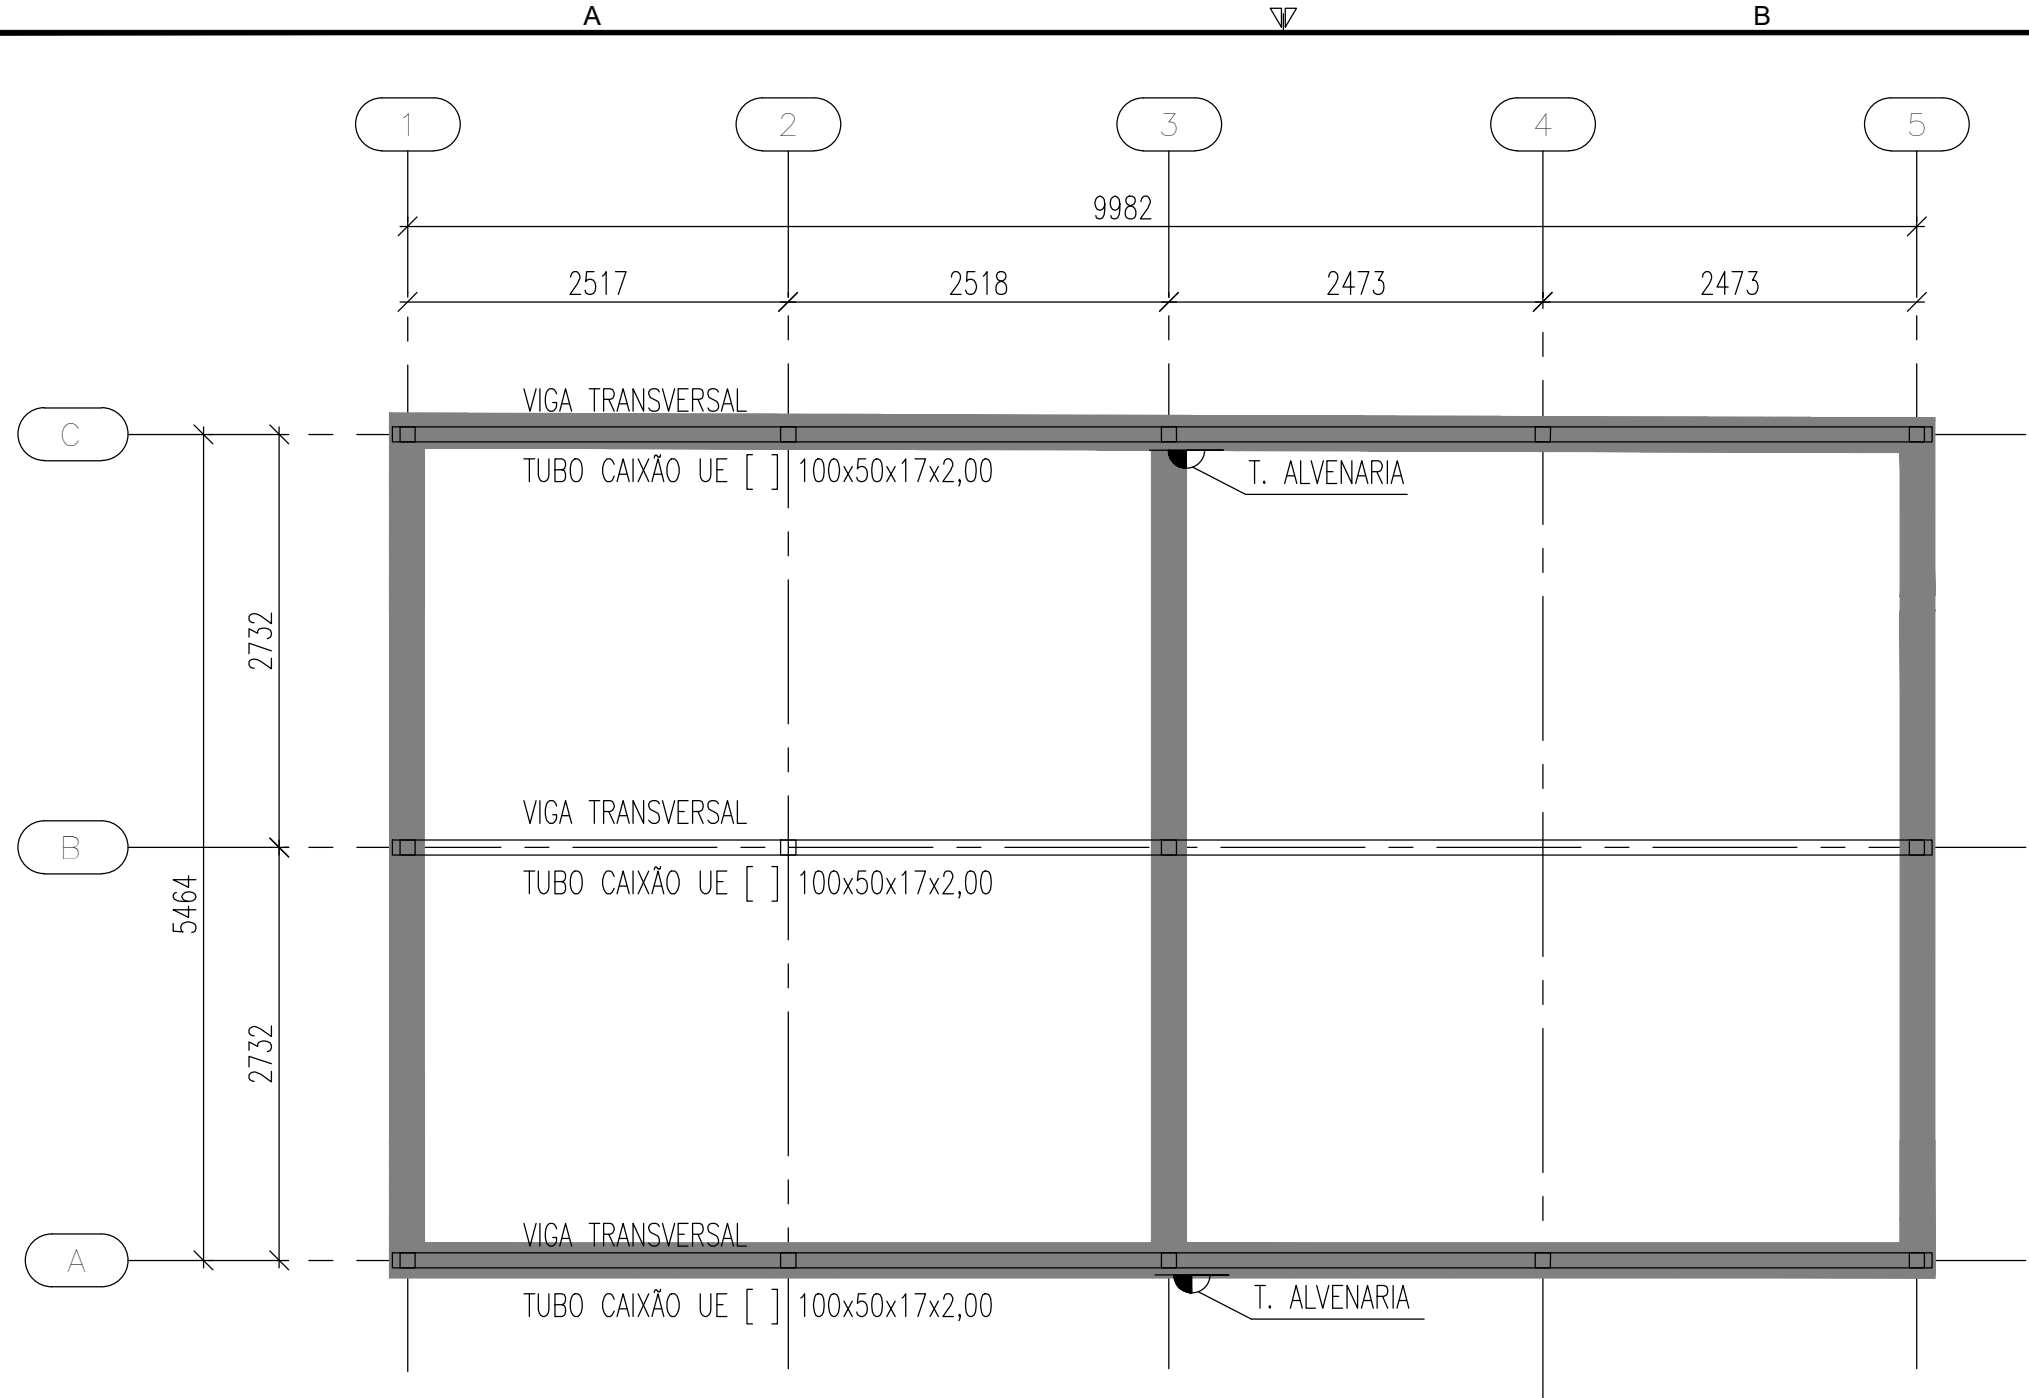 A B
1 2 3 4 5
9982
2517 2518 2473 2473
VIGA TRANSVERSAL
C
TUBO CAIXÃO UE [ ] 100x50x17x2,00
T. ALVENARIA
2732
VIGA TRANSVERSAL
B
TUBO CAIXÃO UE [ ] 100x50x17x2,00
5464
2732
VIGA TRANSVERSAL
A
TUBO CAIXÃO UE [ ] 100x50x17x2,00
T. ALVENARIA